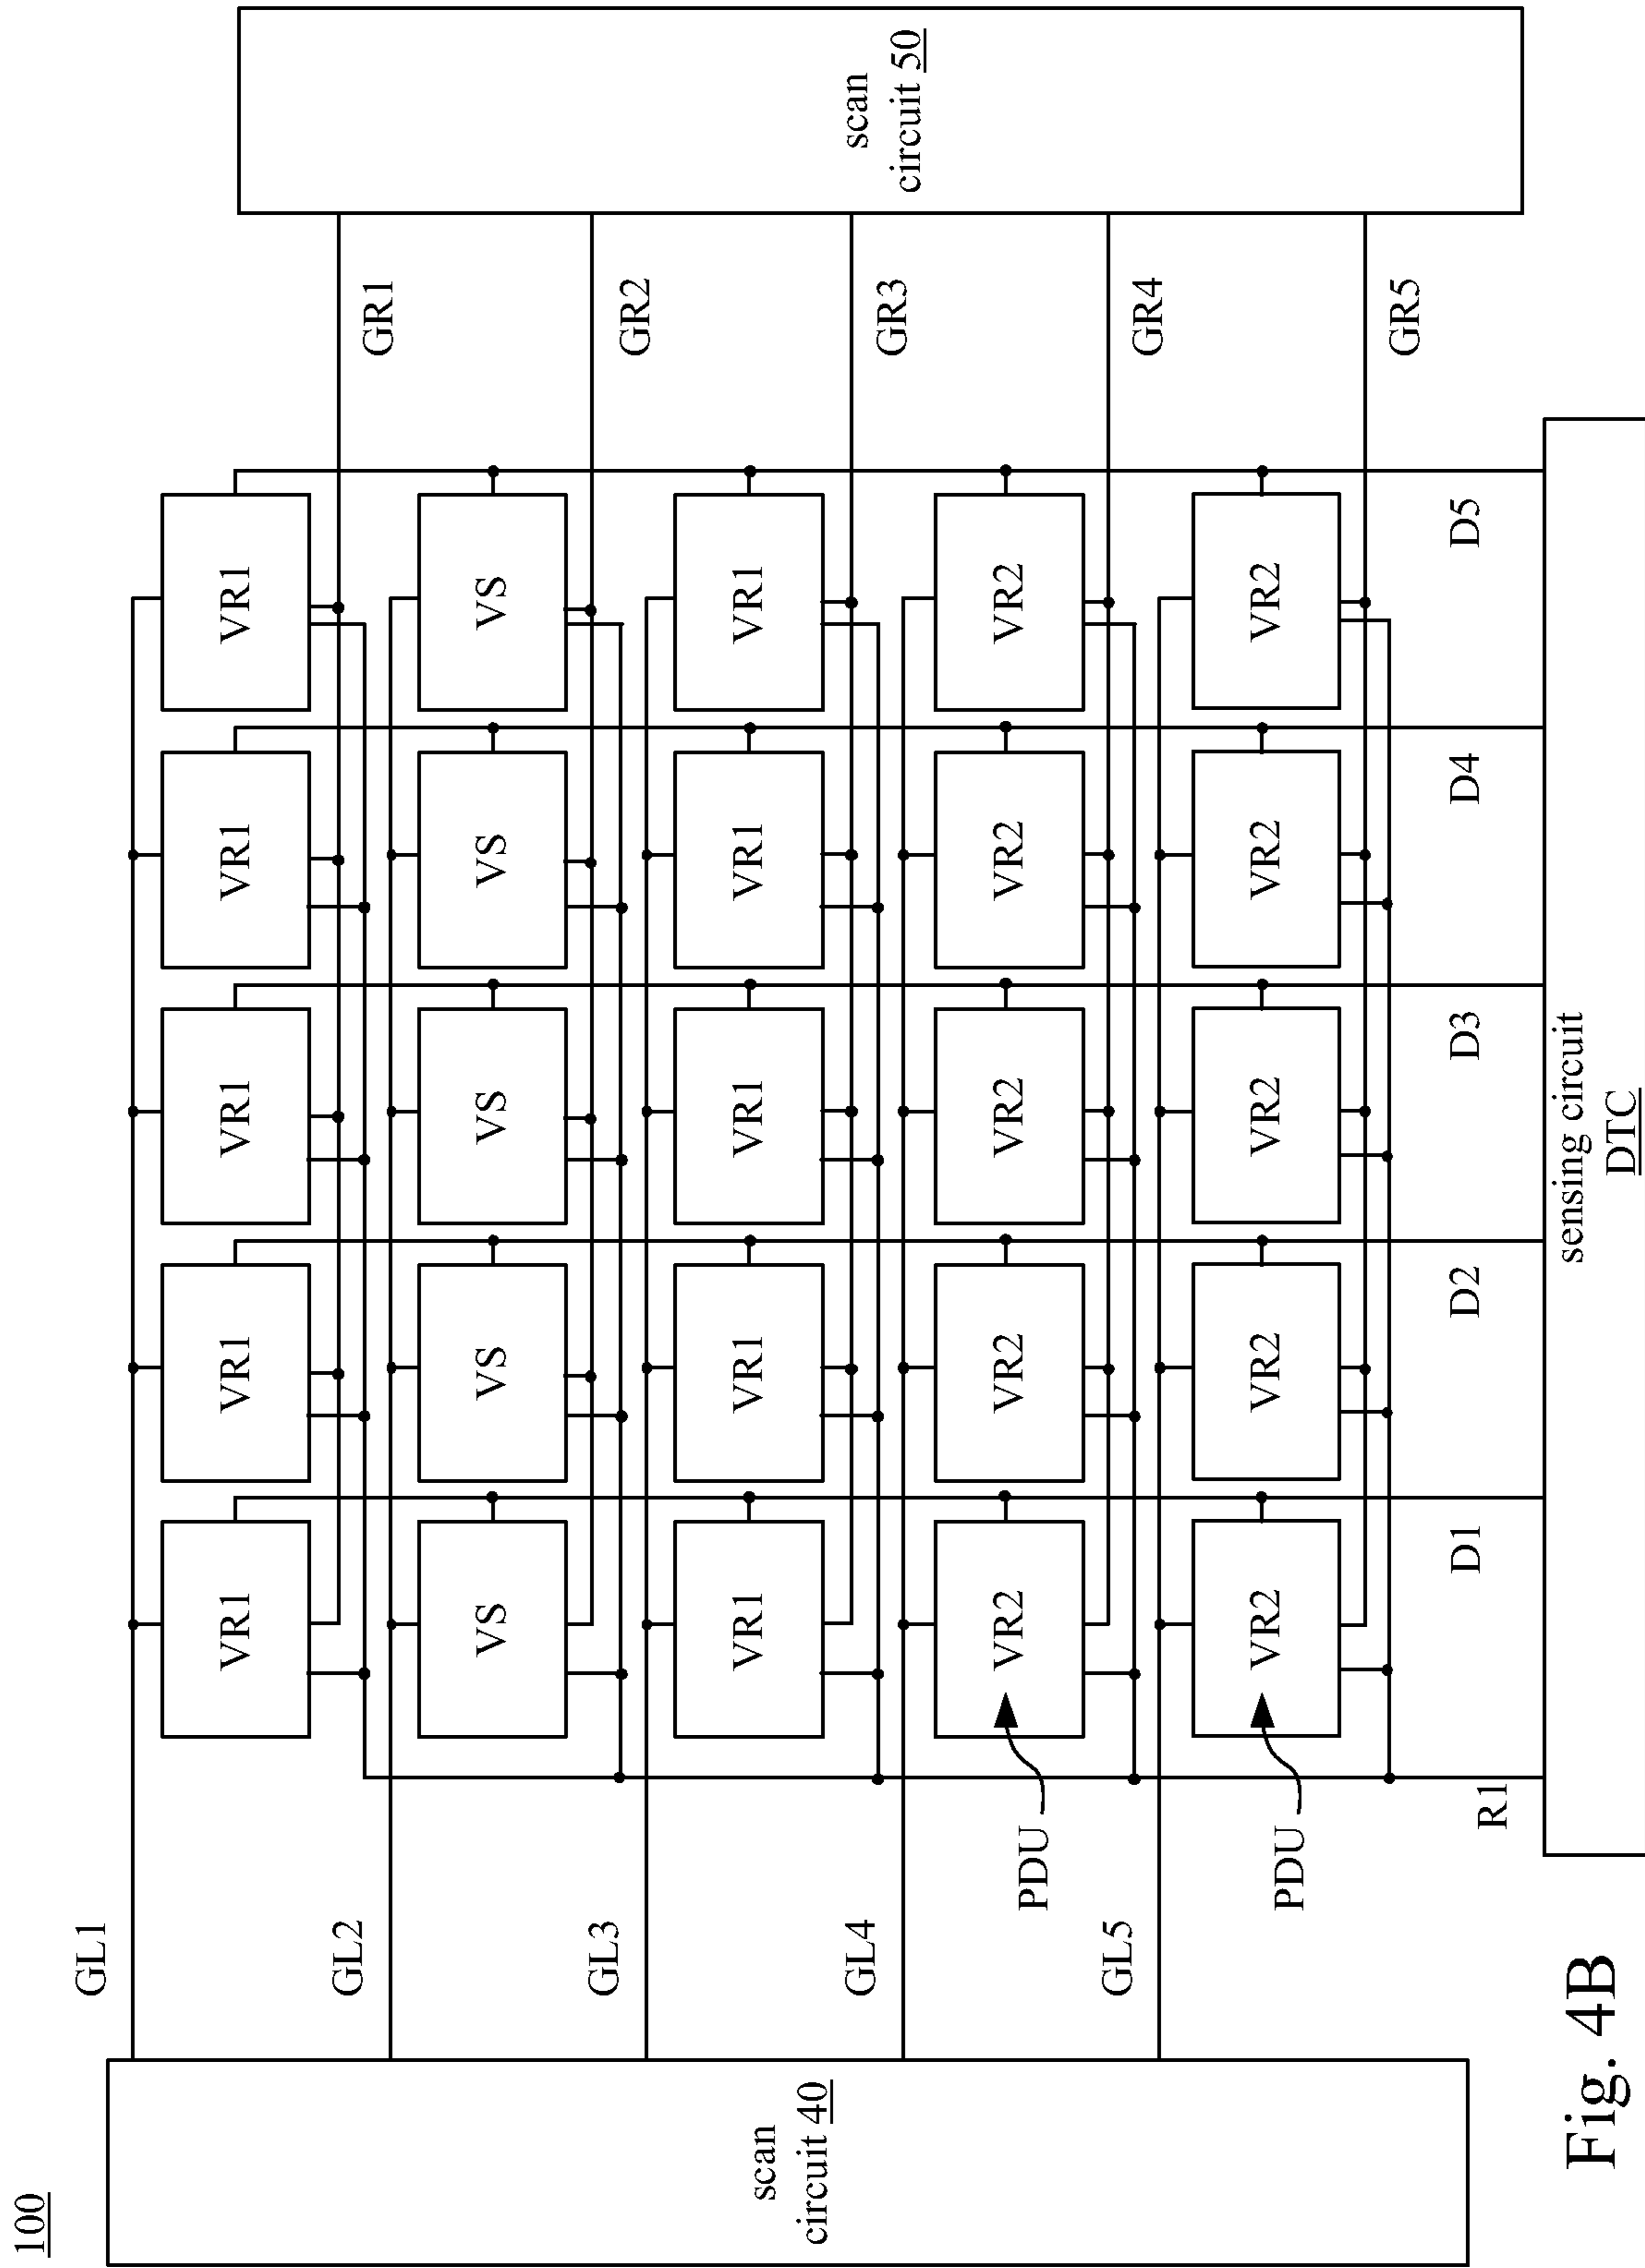 100
scan
circuit 40
GL1
GL2
GL3
GL4
GL5
VR1 VR1 VR1 VR1 VR1
VS VS VS VS VS
VR1 VR1 VR1 VR1 VR1
VR2 VR2 VR2 VR2 VR2
VR2 VR2 VR2 VR2 VR2
PDU
PDU
GR1
GR2
GR3
GR4
GR5
scan
circuit 50
R1
D1 D2 D3 D4 D5
sensing circuit
DTC
Fig. 4B